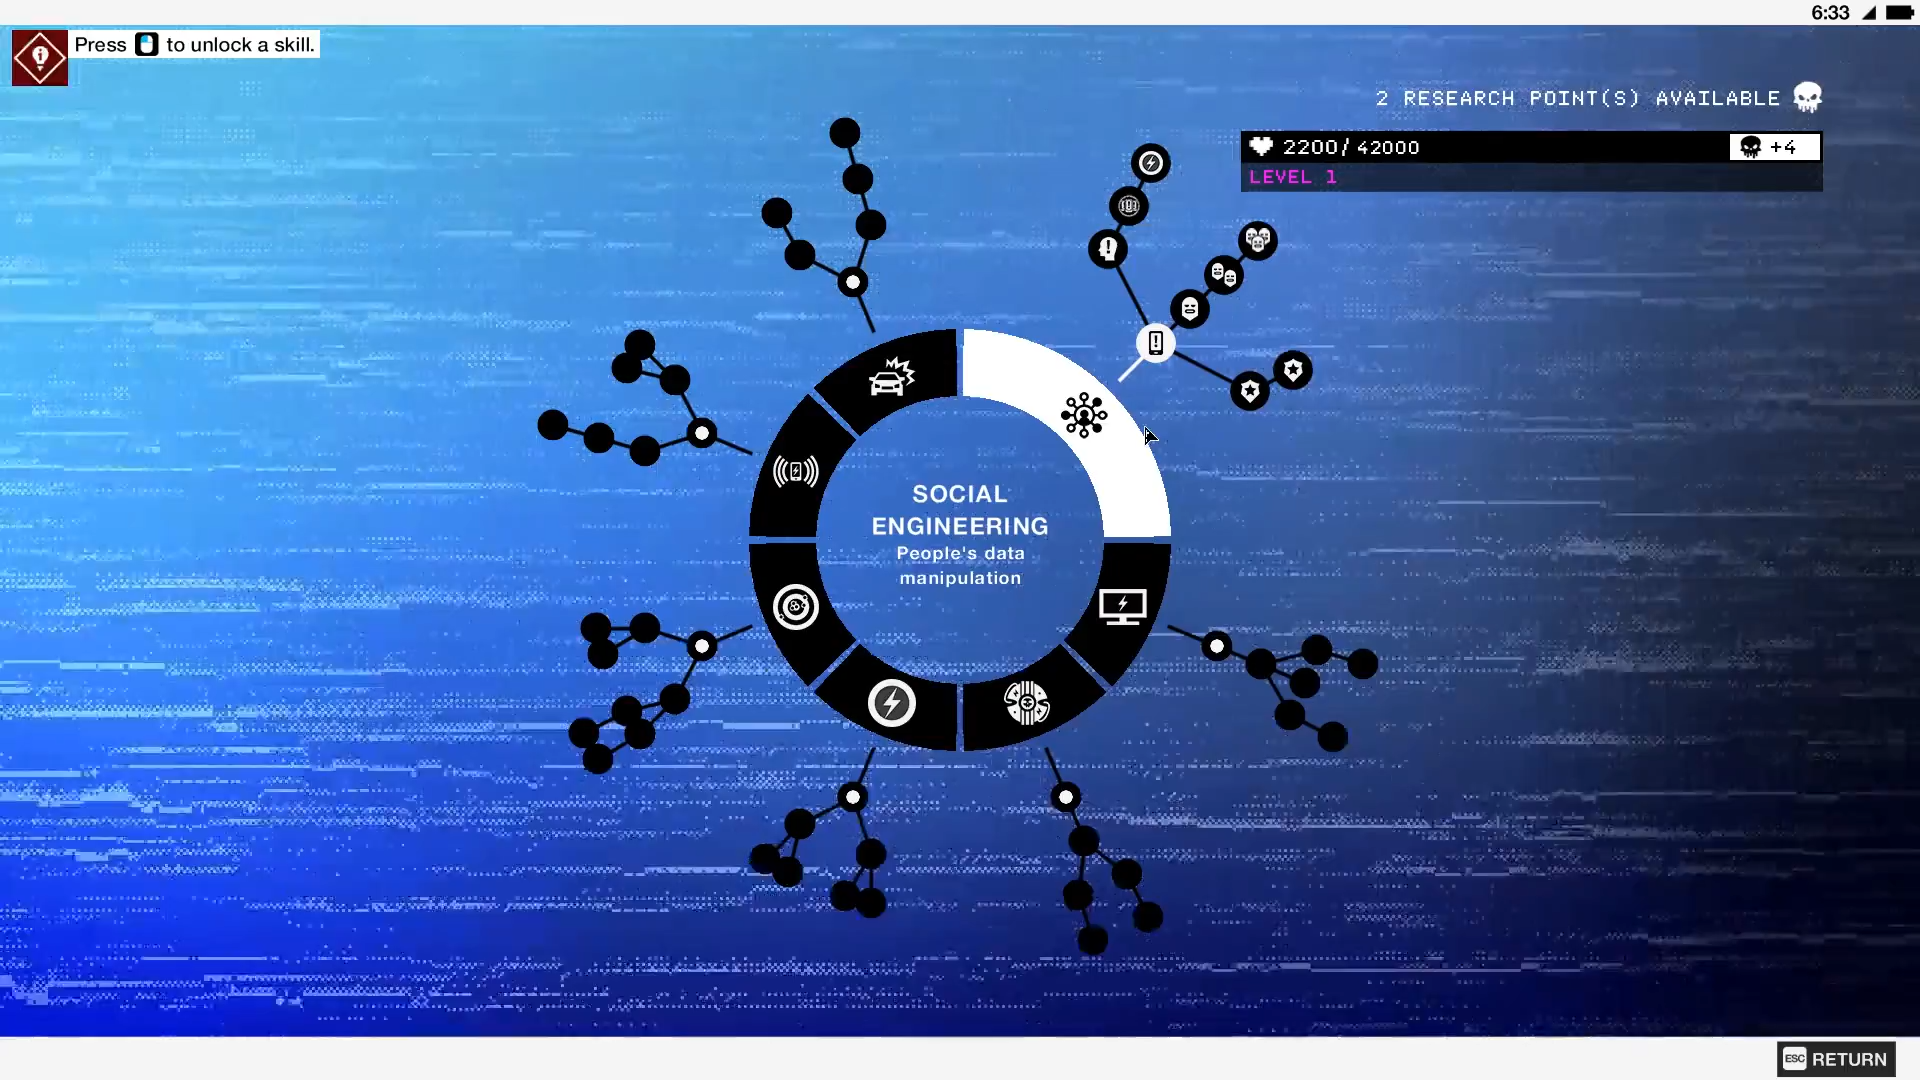 6:33
Press to unlock a skill.
2 RESEARCH POINT(S) AVAILABLE
2200/ 42000
+4
LEVEL 1
SOCIAL
ENGINEERING
People's data
manipulation
ESC RETURN